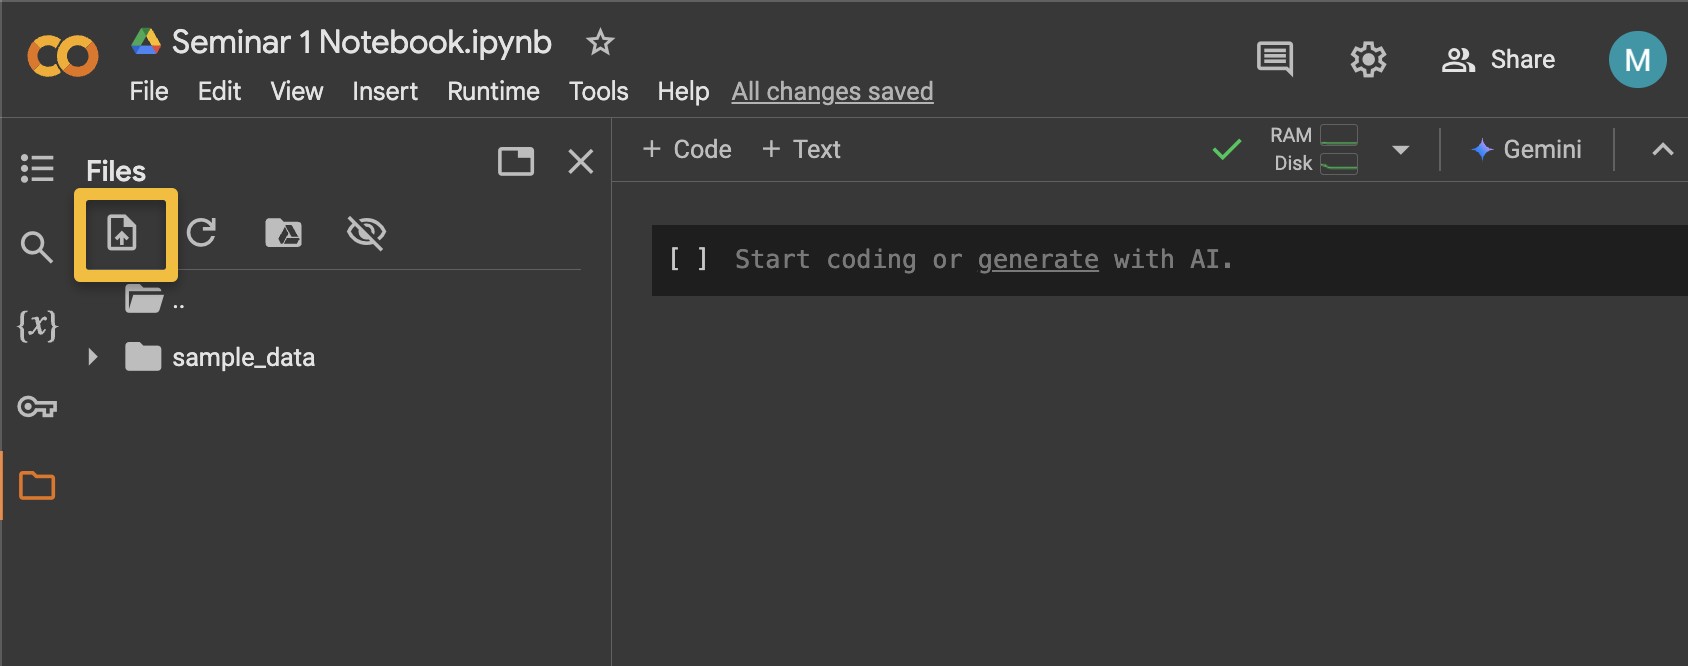 Seminar 1 Notebook.ipynb
File Edit View Insert Runtime Tools Help All changes saved
Share
M
Files
+ Code + Text
RAM
Disk
Gemini
{x}
..
sample_data
[ ] Start coding or generate with AI.